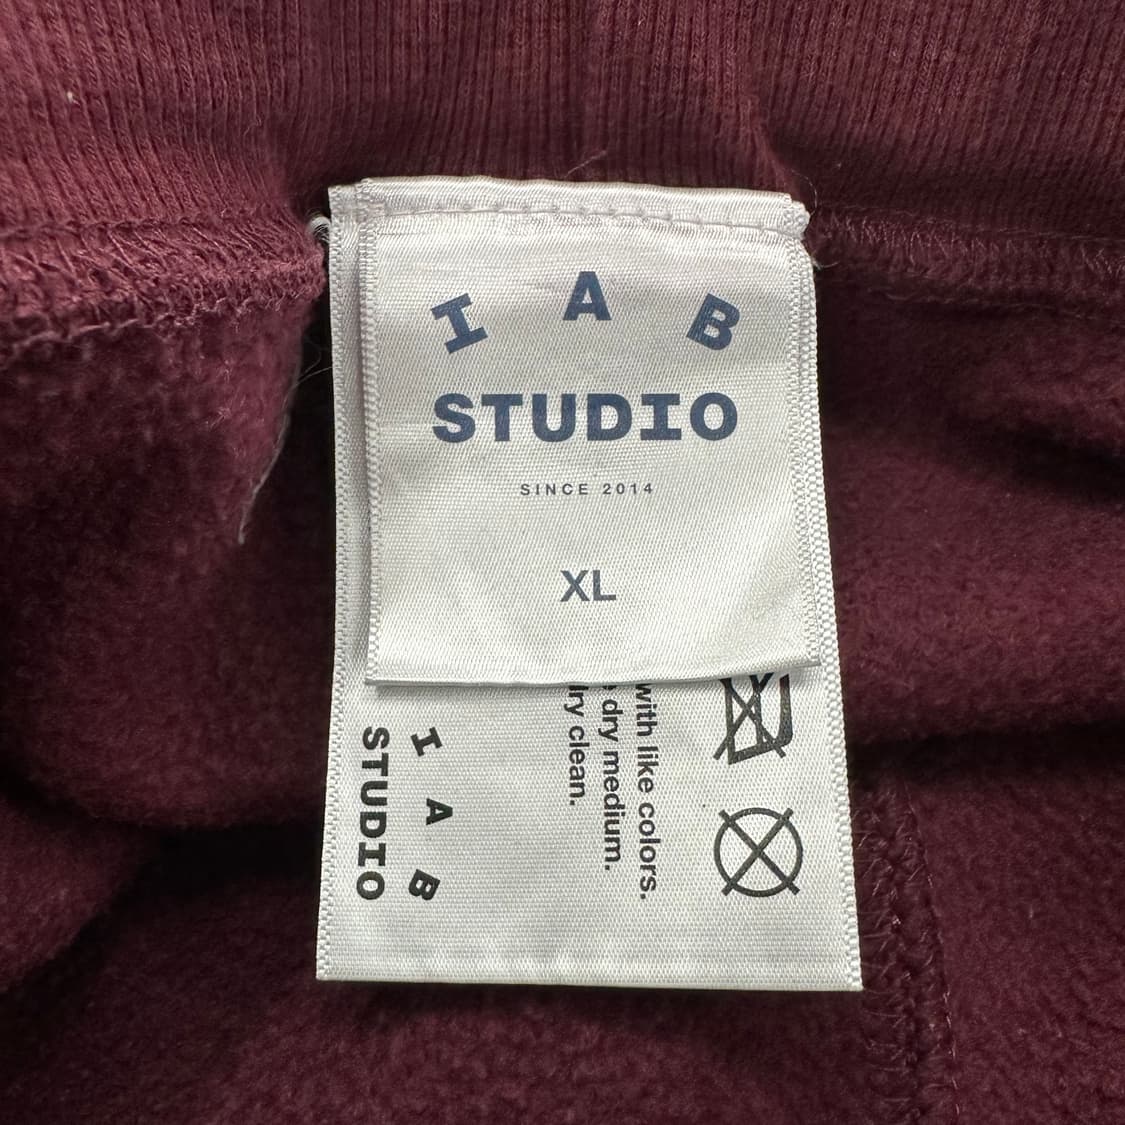 I A B
STUDIO
SINCE 2014
XL
with like colors.
dry medium.
clean.
I A B
STUDIO